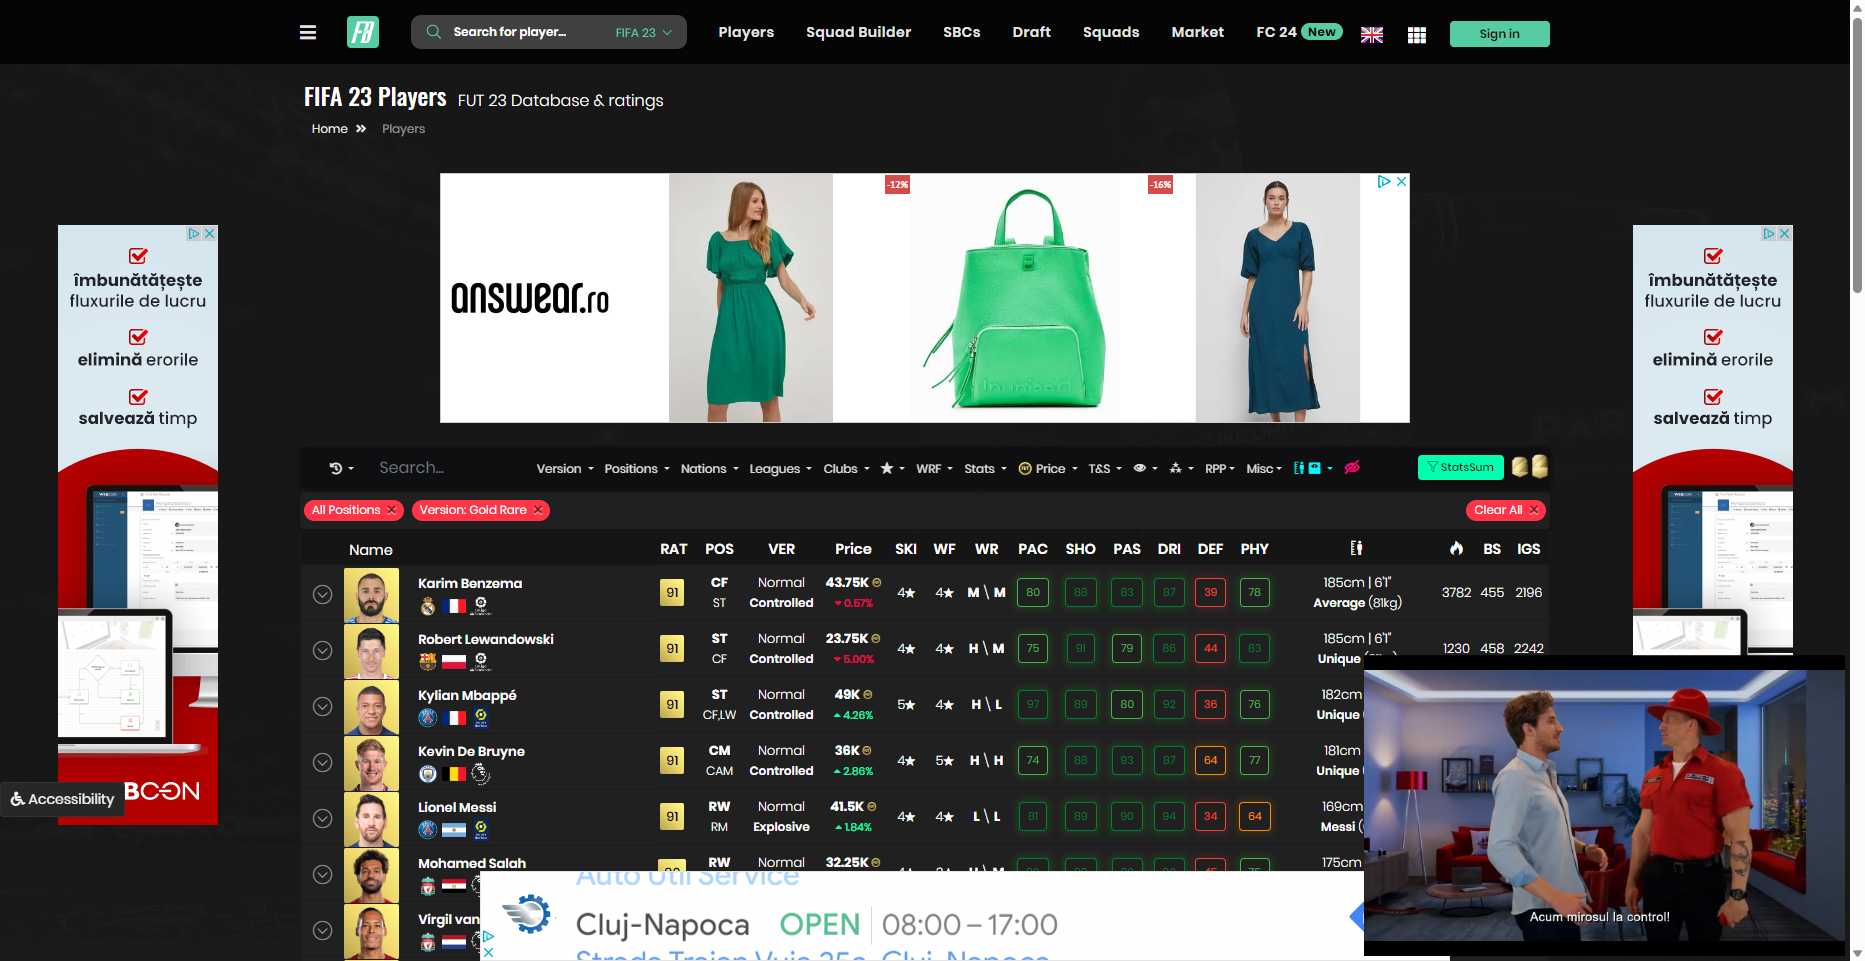 FB
Search for player...
FIFA 23
Players
Squad Builder
SBCs
Draft
Squads
Market
FC 24 New
Sign in
FIFA 23 Players FUT 23 Database & ratings
Home » Players
îmbunătățește
fluxurile de lucru
elimină erorile
salvează timp
answear.ro
-12%
-16%
îmbunătățește
fluxurile de lucru
elimină erorile
salvează timp
Search...
Version
Positions
Nations
Leagues
Clubs
WRF
Stats
Price
T&S
RPP
Misc
StatsSum
All Positions
Version: Gold Rare
Clear All
Name RAT POS VER Price SKI WF WR PAC SHO PAS DRI DEF PHY BS IGS
Karim Benzema 91 CF Normal 43.75K 4★ 4★ M \ M 80 88 83 87 39 78 185cm | 6'1" 3782 455 2196
ST Controlled 0.57% Average (81kg)
Robert Lewandowski 91 ST Normal 23.75K 4★ 4★ H \ M 75 91 79 86 44 83 185cm | 6'1" 1230 458 2242
CF Controlled 5.00% Unique
Kylian Mbappé 91 ST Normal 49K 5★ 4★ H \ L 97 89 80 92 36 76 182cm
CF,LW Controlled 4.26% Unique
Kevin De Bruyne 91 CM Normal 36K 4★ 5★ H \ H 74 88 93 87 64 77 181cm
CAM Controlled 2.86% Unique
Lionel Messi 91 RW Normal 41.5K 4★ 4★ L \ L 81 89 90 94 34 64 169cm
RM Explosive 1.84% Messi
Mohamed Salah RW Normal 32.25K 175cm
Virgil van
Accessibility
BCON
Auto Util Service
Cluj-Napoca OPEN 08:00 – 17:00
Strada Traian Vuia 25c, Cluj-Napoca
Acum mirosul la control!